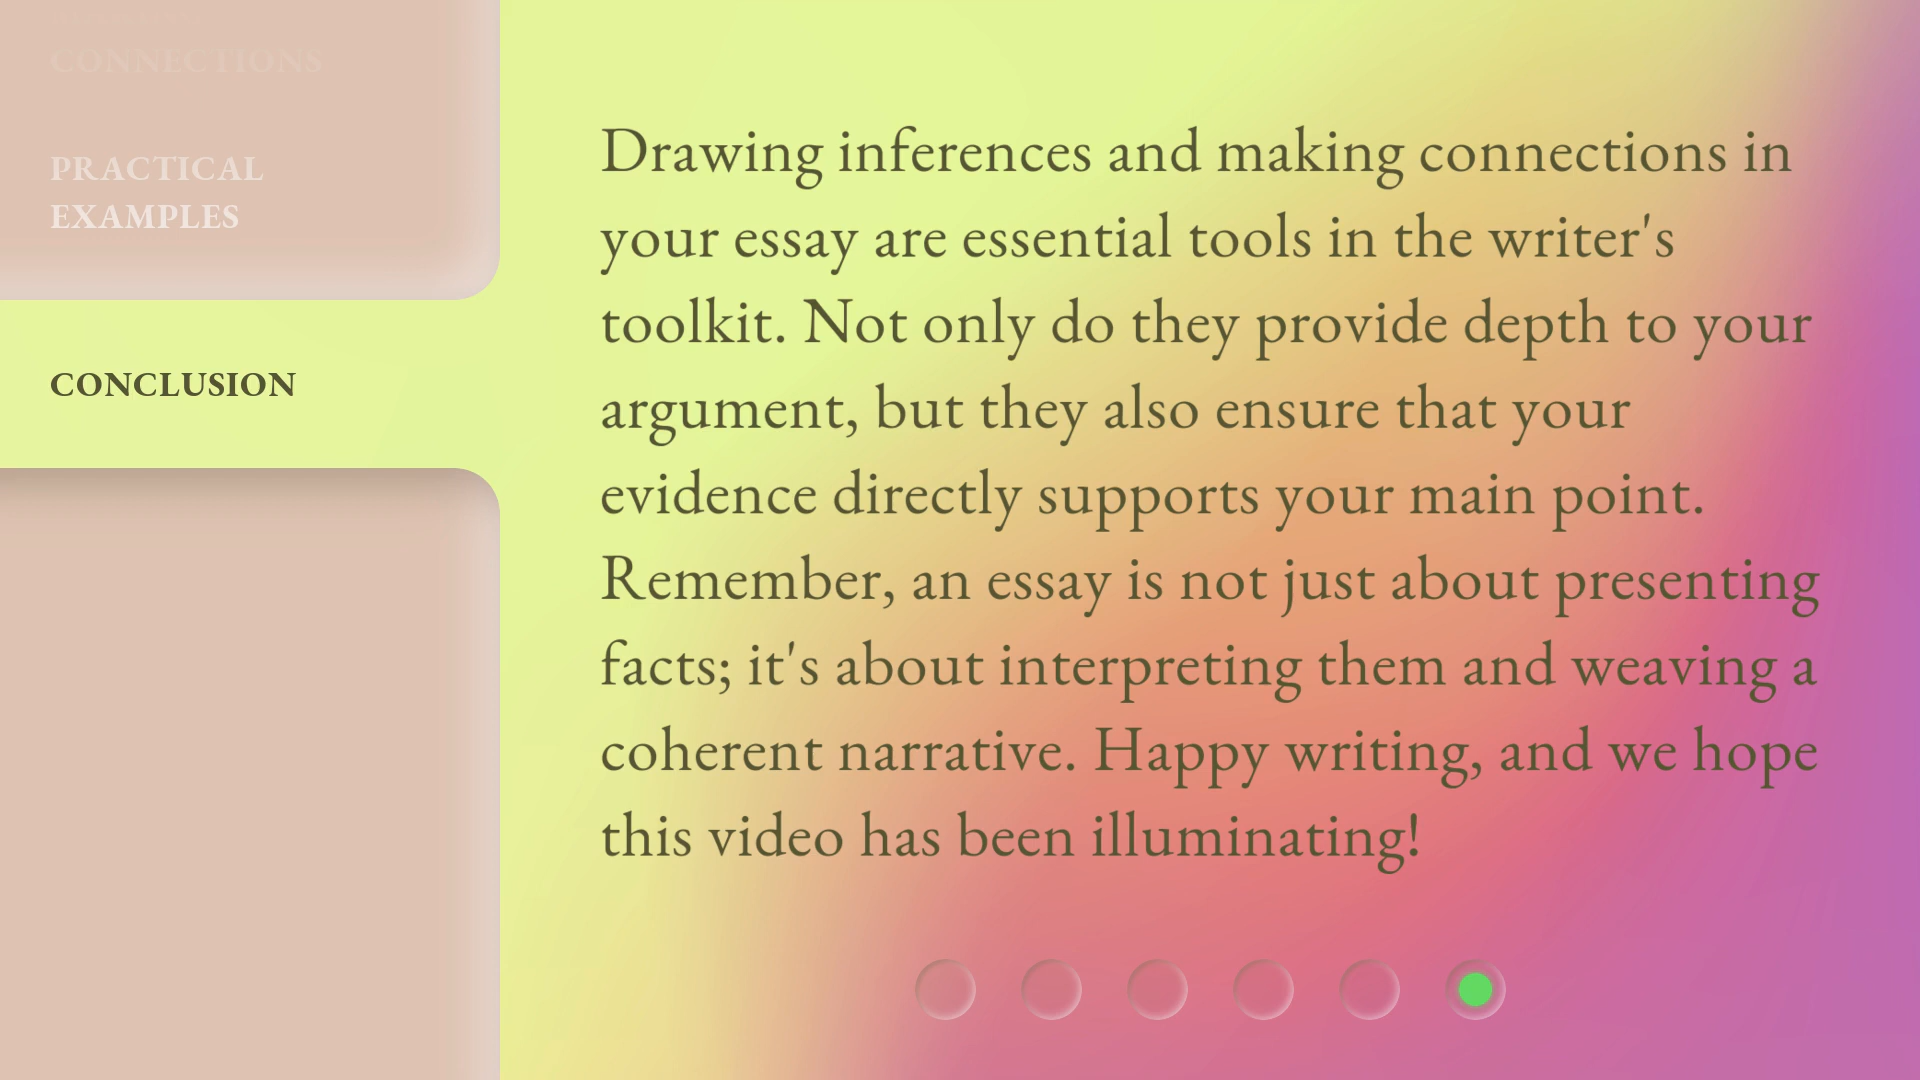 CONNECTIONS
PRACTICAL
EXAMPLES
CONCLUSION
Drawing inferences and making connections in
your essay are essential tools in the writer's
toolkit. Not only do they provide depth to your
argument, but they also ensure that your
evidence directly supports your main point.
Remember, an essay is not just about presenting
facts; it's about interpreting them and weaving a
coherent narrative. Happy writing, and we hope
this video has been illuminating!